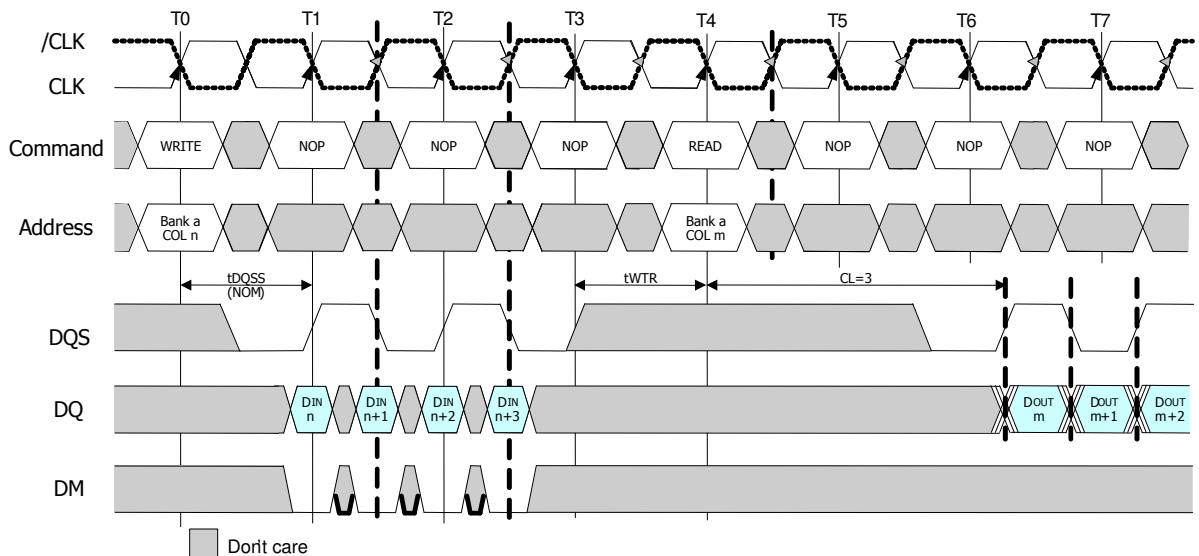 T0 T1 T2 T3 T4 T5 T6 T7
/CLK
CLK
Command WRITE NOP NOP NOP READ NOP NOP NOP
Address Bank a COL n Bank a COL m
tDQSS (NOM) tWTR CL=3
DQS
DQ DIN n DIN n+1 DIN n+2 DIN n+3 DOUT m DOUT m+1 DOUT m+2
DM
Don't care